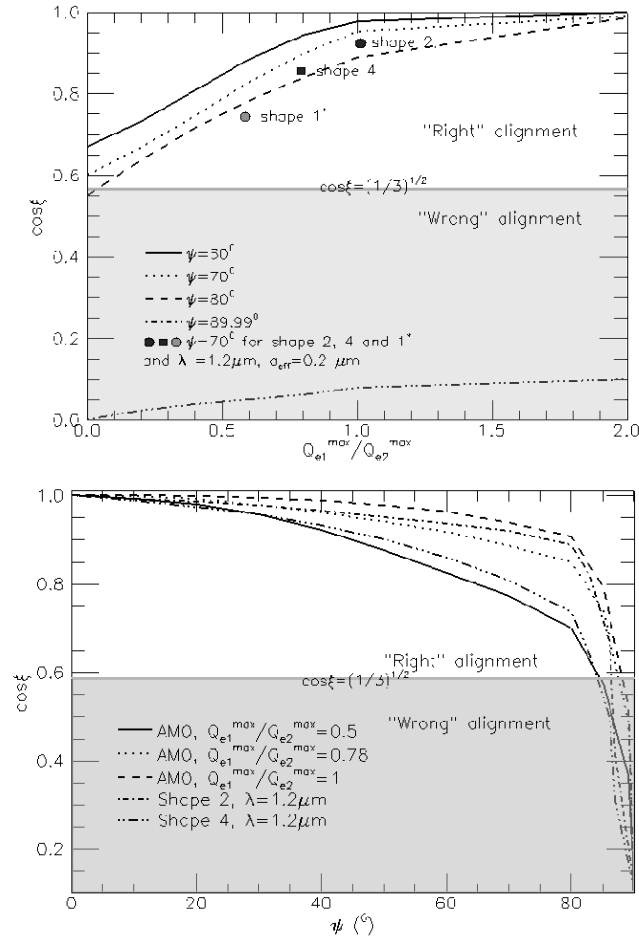 1.0
0.8
0.6
0.4
0.2
0.0
cosξ
shape 2
shape 4
shape 1*
"Right" alignment
cosξ=(1/3)^1/2
"Wrong" alignment
ψ=70⁰
ψ=80⁰
ψ=89.99⁰
ψ=70⁰ for shape 2, 4 and 1*
and λ =1.2μm, a_eff=0.2 μm
0.0 0.5 1.0 1.5 2.0
Q_e1^max/Q_e2^max
1.0
0.8
0.6
0.4
0.2
cosξ
"Right" alignment
cosξ=(1/3)^1/2
"Wrong" alignment
AMO, Q_e1^max/Q_e2^max=0.5
AMO, Q_e1^max/Q_e2^max=0.78
AMO, Q_e1^max/Q_e2^max=1
Shape 2, λ=1.2μm
Shape 4, λ=1.2μm
0 20 40 60 80
ψ (⁰)